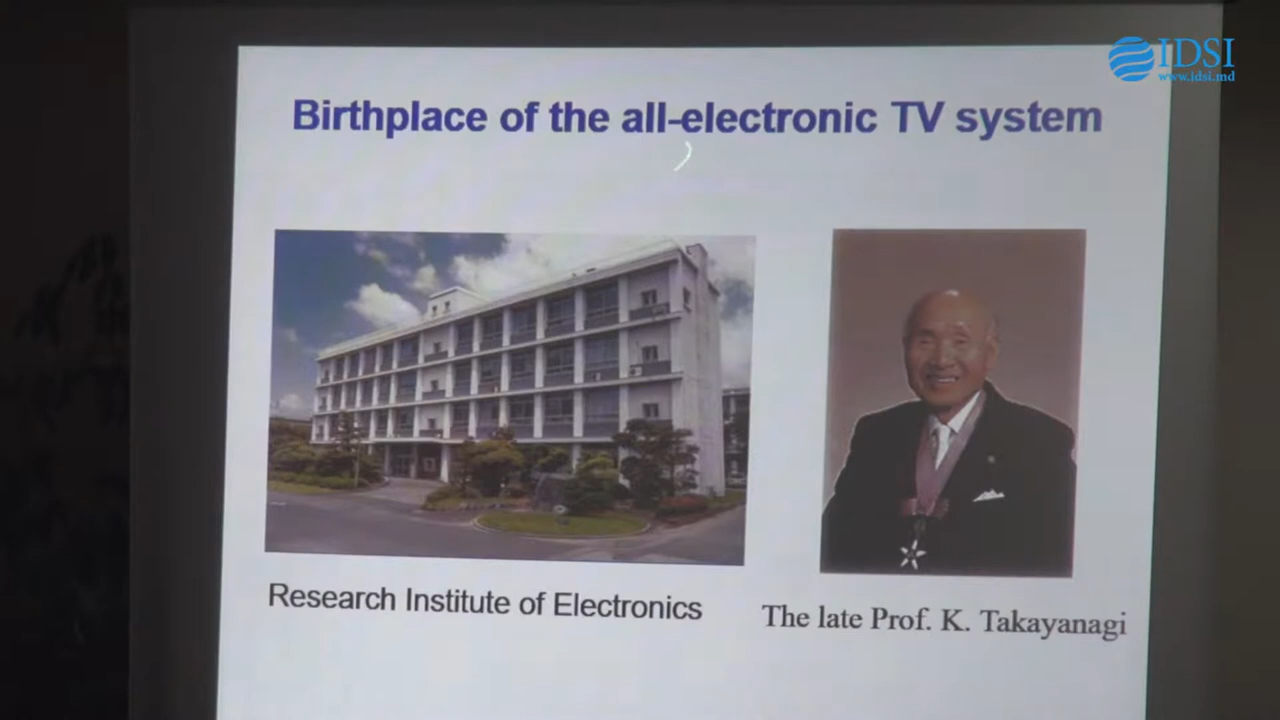 IDSI
www.idsi.md
Birthplace of the all-electronic TV system
Research Institute of Electronics
The late Prof. K. Takayanagi